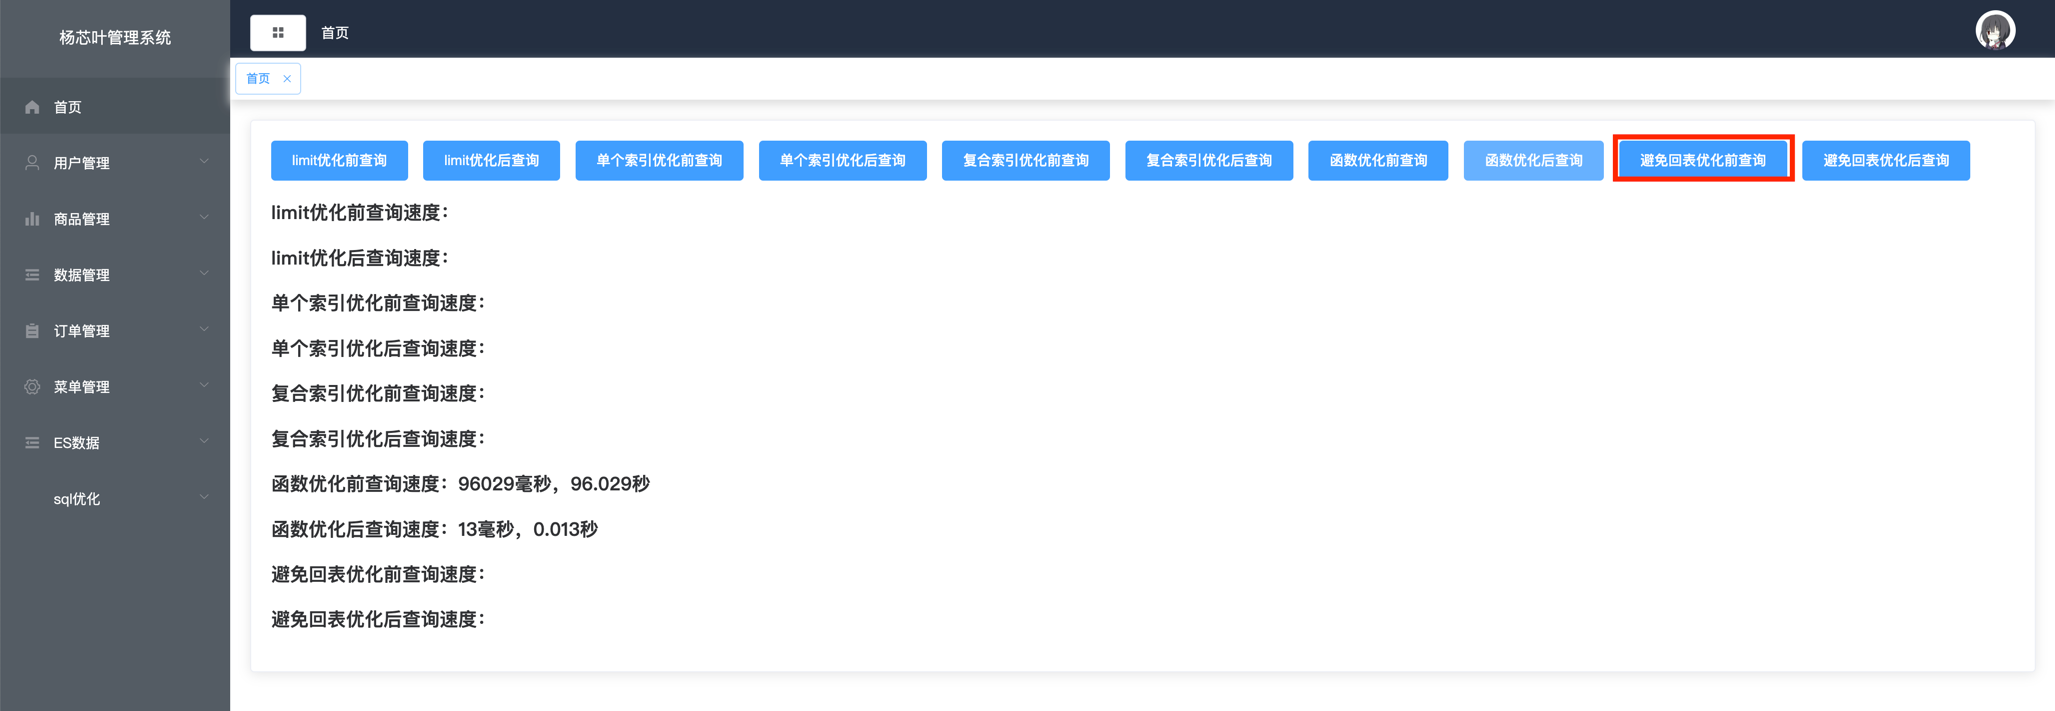 杨芯叶管理系统
首页
首页
首页
用户管理
商品管理
数据管理
订单管理
菜单管理
ES数据
sql优化
limit优化前查询
limit优化后查询
单个索引优化前查询
单个索引优化后查询
复合索引优化前查询
复合索引优化后查询
函数优化前查询
函数优化后查询
避免回表优化前查询
避免回表优化后查询
limit优化前查询速度：
limit优化后查询速度：
单个索引优化前查询速度：
单个索引优化后查询速度：
复合索引优化前查询速度：
复合索引优化后查询速度：
函数优化前查询速度：96029毫秒，96.029秒
函数优化后查询速度：13毫秒，0.013秒
避免回表优化前查询速度：
避免回表优化后查询速度：